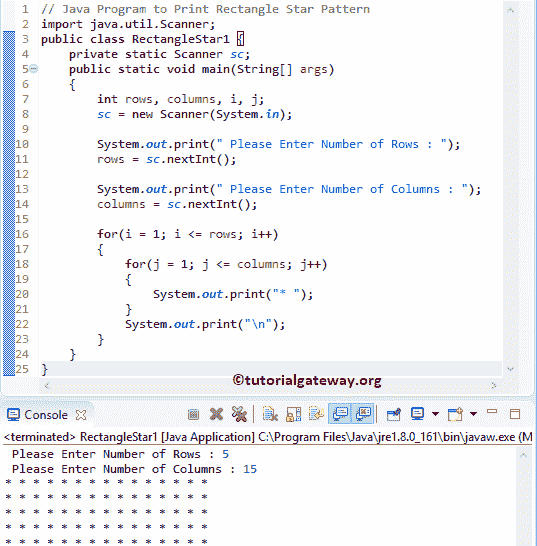 1 // Java Program to Print Rectangle Star Pattern
2 import java.util.Scanner;
3 public class RectangleStar1 {
4 private static Scanner sc;
5 public static void main(String[] args)
6 {
7 int rows, columns, i, j;
8 sc = new Scanner(System.in);
9
10 System.out.print(" Please Enter Number of Rows : ");
11 rows = sc.nextInt();
12
13 System.out.print(" Please Enter Number of Columns : ");
14 columns = sc.nextInt();
15
16 for(i = 1; i <= rows; i++)
17 {
18 for(j = 1; j <= columns; j++)
19 {
20 System.out.print("* ");
21 }
22 System.out.print("\n");
23 }
24 }
25 }
©tutorialgateway.org
Console
<terminated> RectangleStar1 [Java Application] C:\Program Files\Java\jre1.8.0_161\bin\javaw.exe (M
Please Enter Number of Rows : 5
Please Enter Number of Columns : 15
* * * * * * * * * * * * * * *
* * * * * * * * * * * * * * *
* * * * * * * * * * * * * * *
* * * * * * * * * * * * * * *
* * * * * * * * * * * * * * *